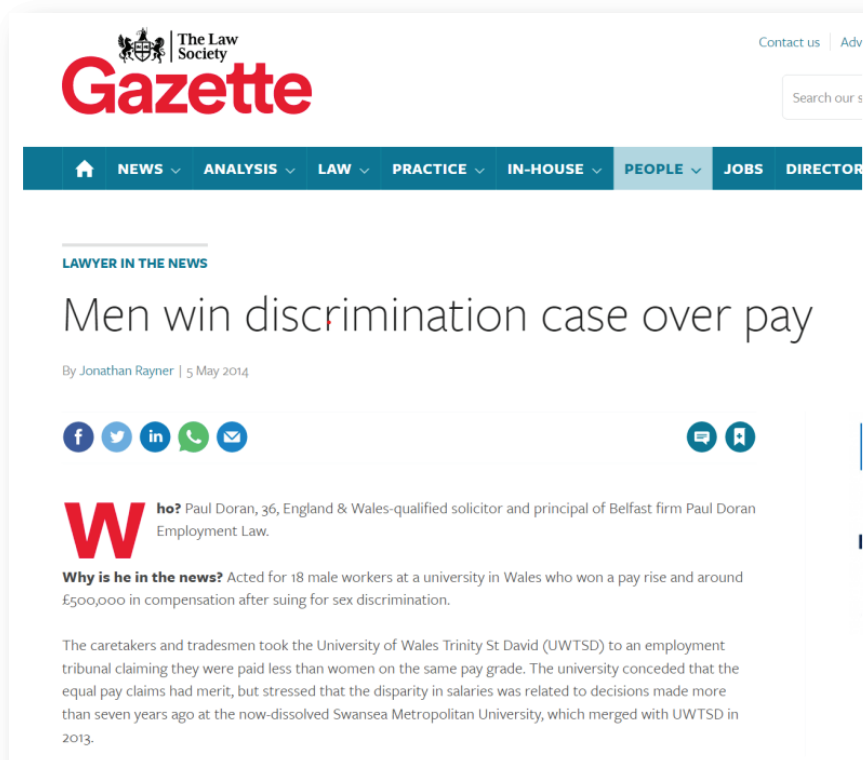 The Law
Society
Gazette
Contact us
Search our
NEWS ANALYSIS LAW PRACTICE IN-HOUSE PEOPLE JOBS DIRECTOR
LAWYER IN THE NEWS
Men win discrimination case over pay
By Jonathan Rayner | 5 May 2014
f in
Who? Paul Doran, 36, England & Wales-qualified solicitor and principal of Belfast firm Paul Doran
Employment Law.
Why is he in the news? Acted for 18 male workers at a university in Wales who won a pay rise and around
£500,000 in compensation after suing for sex discrimination.
The caretakers and tradesmen took the University of Wales Trinity St David (UWTSD) to an employment
tribunal claiming they were paid less than women on the same pay grade. The university conceded that the
equal pay claims had merit, but stressed that the disparity in salaries was related to decisions made more
than seven years ago at the now-dissolved Swansea Metropolitan University, which merged with UWTSD in
2013.